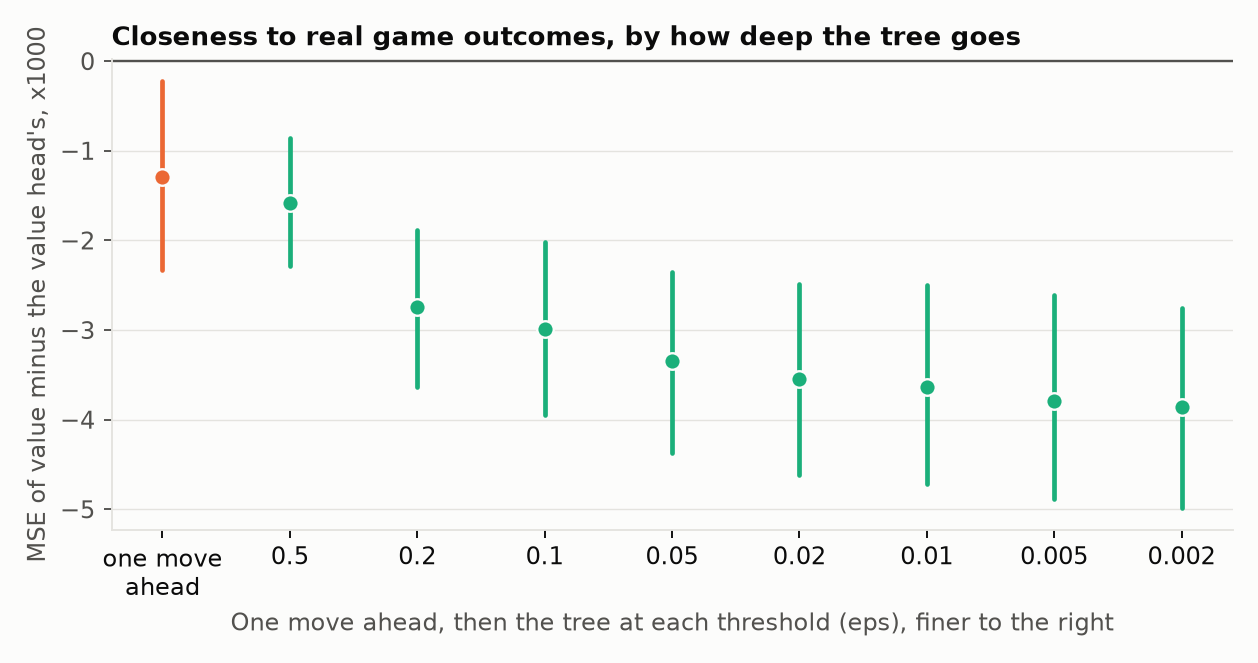 Closeness to real game outcomes, by how deep the tree goes
MSE of value minus the value head's, x1000
0
−1
−2
−3
−4
−5
one move
ahead
0.5
0.2
0.1
0.05
0.02
0.01
0.005
0.002
One move ahead, then the tree at each threshold (eps), finer to the right